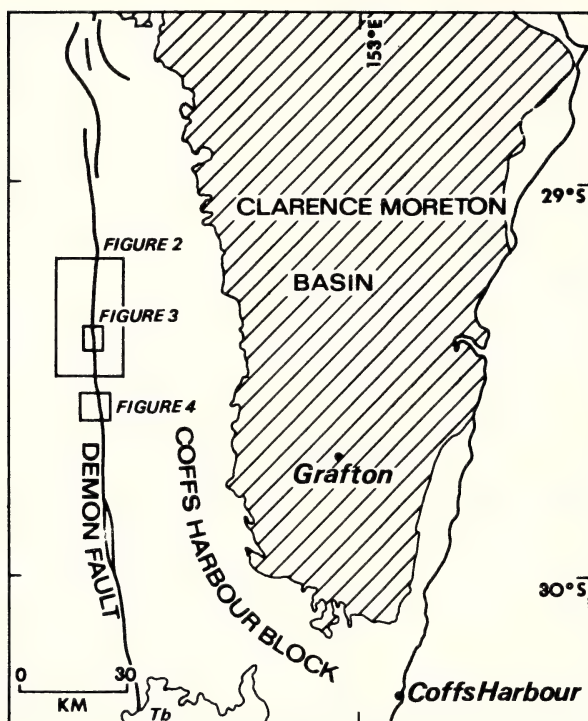 153°E
29°S
CLARENCE MORETON
BASIN
FIGURE 2
FIGURE 3
FIGURE 4
Grafton
DEMON FAULT
COFFS HARBOUR BLOCK
30°S
0 30
KM
Tb
Coffs Harbour